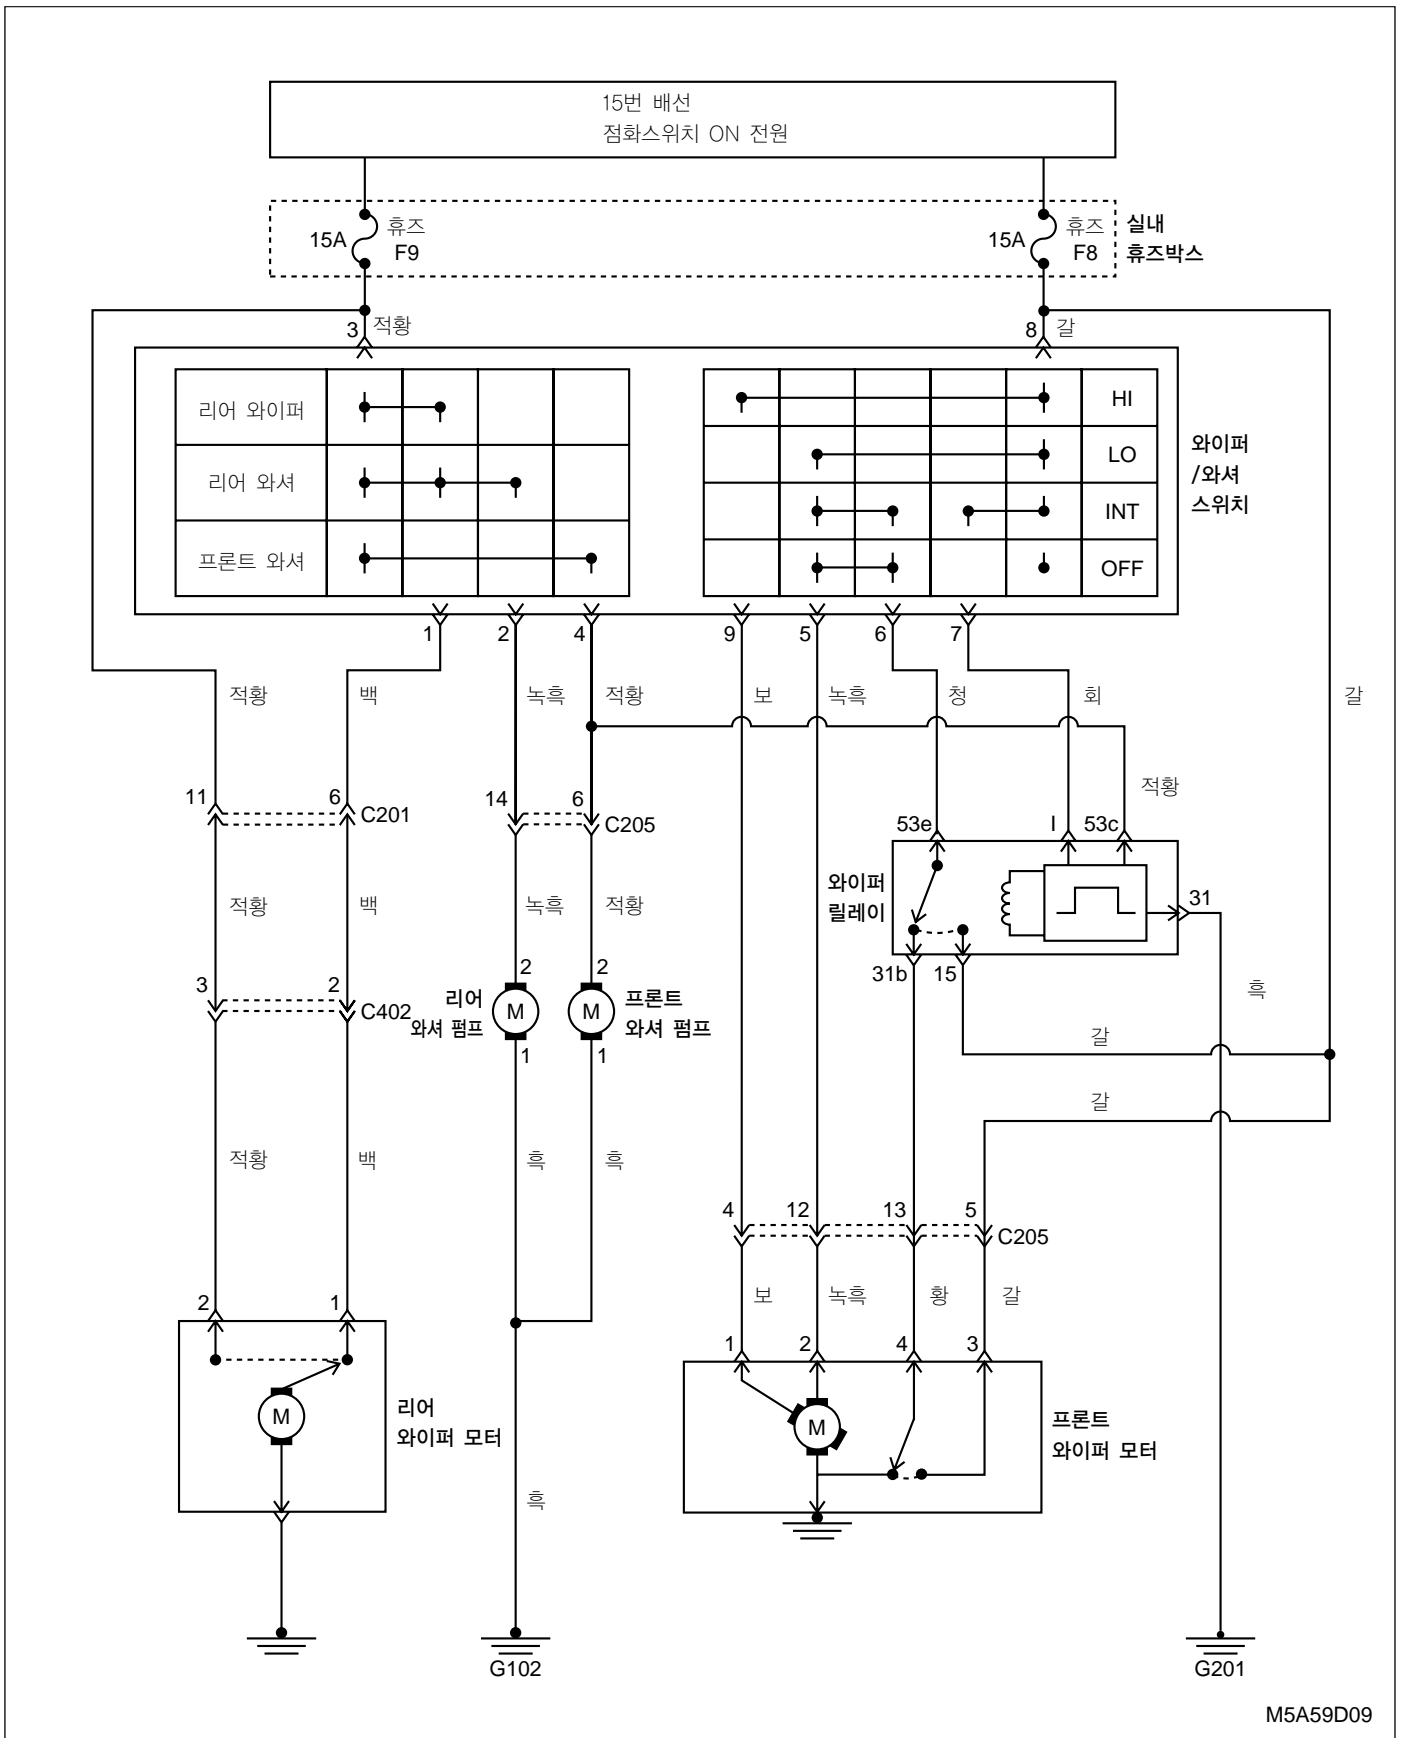 15번 배선
점화스위치 ON 전원
15A
휴즈
F9
15A
휴즈
F8
실내
휴즈박스
3
적황
8
갈
리어 와이퍼
리어 와셔
프론트 와셔
HI
LO
INT
OFF
와이퍼
/와셔
스위치
1
2
4
9
5
6
7
적황
백
녹흑
적황
보
녹흑
청
회
갈
적황
11
6
C201
14
6
C205
53e
I
53c
와이퍼
릴레이
31
31b
15
적황
백
녹흑
적황
흑
3
2
C402
리어
와셔 펌프
2
M
1
2
M
1
프론트
와셔 펌프
갈
갈
적황
백
흑
흑
4
12
13
5
C205
보
녹흑
황
갈
2
1
1
2
4
3
M
리어
와이퍼 모터
M
프론트
와이퍼 모터
흑
G102
G201
M5A59D09